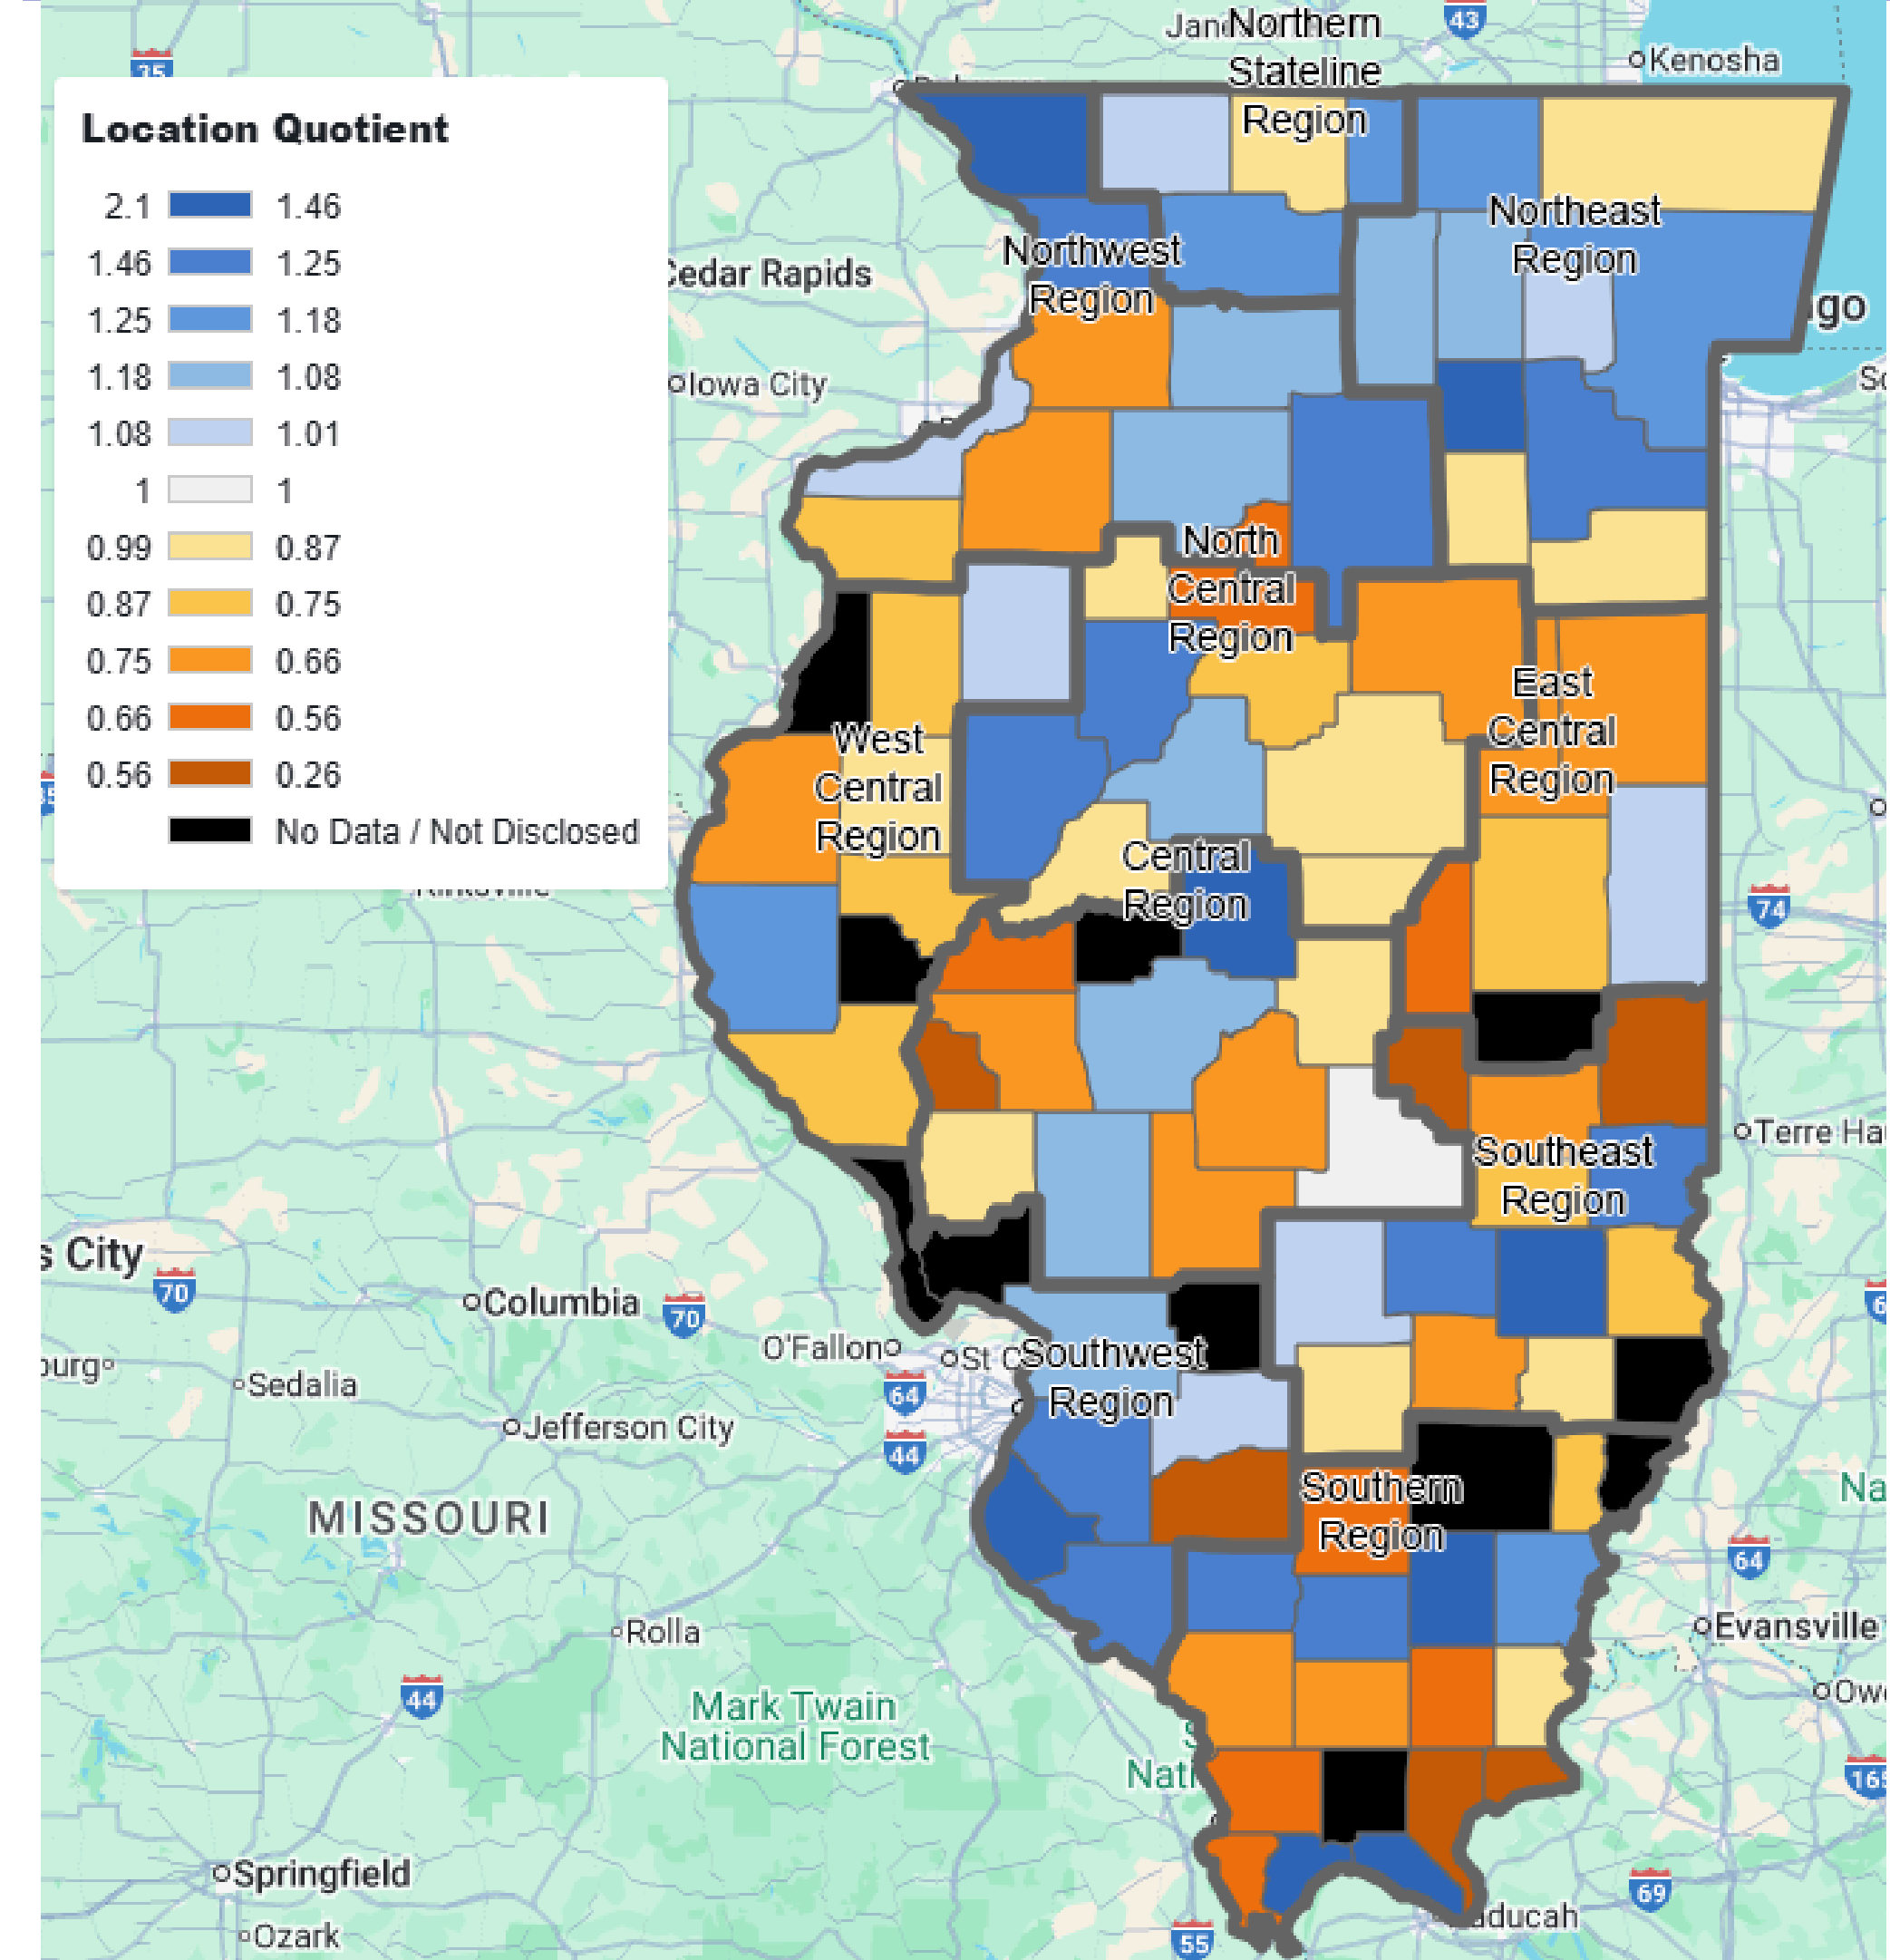 Location Quotient
2.1 1.46
1.46 1.25
1.25 1.18
1.18 1.08
1.08 1.01
1 1
0.99 0.87
0.87 0.75
0.75 0.66
0.66 0.56
0.56 0.26
No Data / Not Disclosed
43
Kenosha
Northern
Stateline
Region
35
Northeast
Region
Northwest
Region
Cedar Rapids
Iowa City
North
Central
Region
West
Central
Region
East
Central
Region
Central
Region
74
Terre Ha
Southeast
Region
s City
70
Columbia
70
O'Fallon
Sedalia
Jefferson City
64
44
Southwest
Region
MISSOURI
Southern
Region
64
Evansville
Rolla
44
Mark Twain
National Forest
Springfield
Ozark
55
69